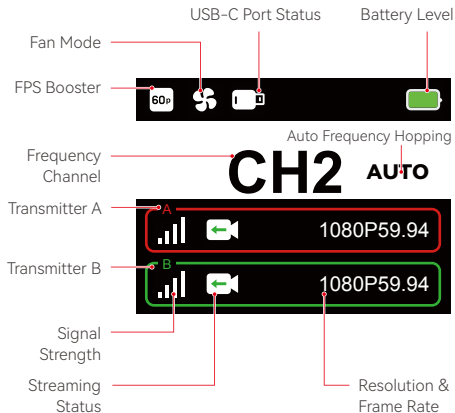 USB-C Port Status
Battery Level
Fan Mode
FPS Booster
60P
Auto Frequency Hopping
Frequency
Channel
CH2
AUTO
Transmitter A
A
1080P59.94
Transmitter B
B
1080P59.94
Signal
Strength
Streaming
Status
Resolution &
Frame Rate